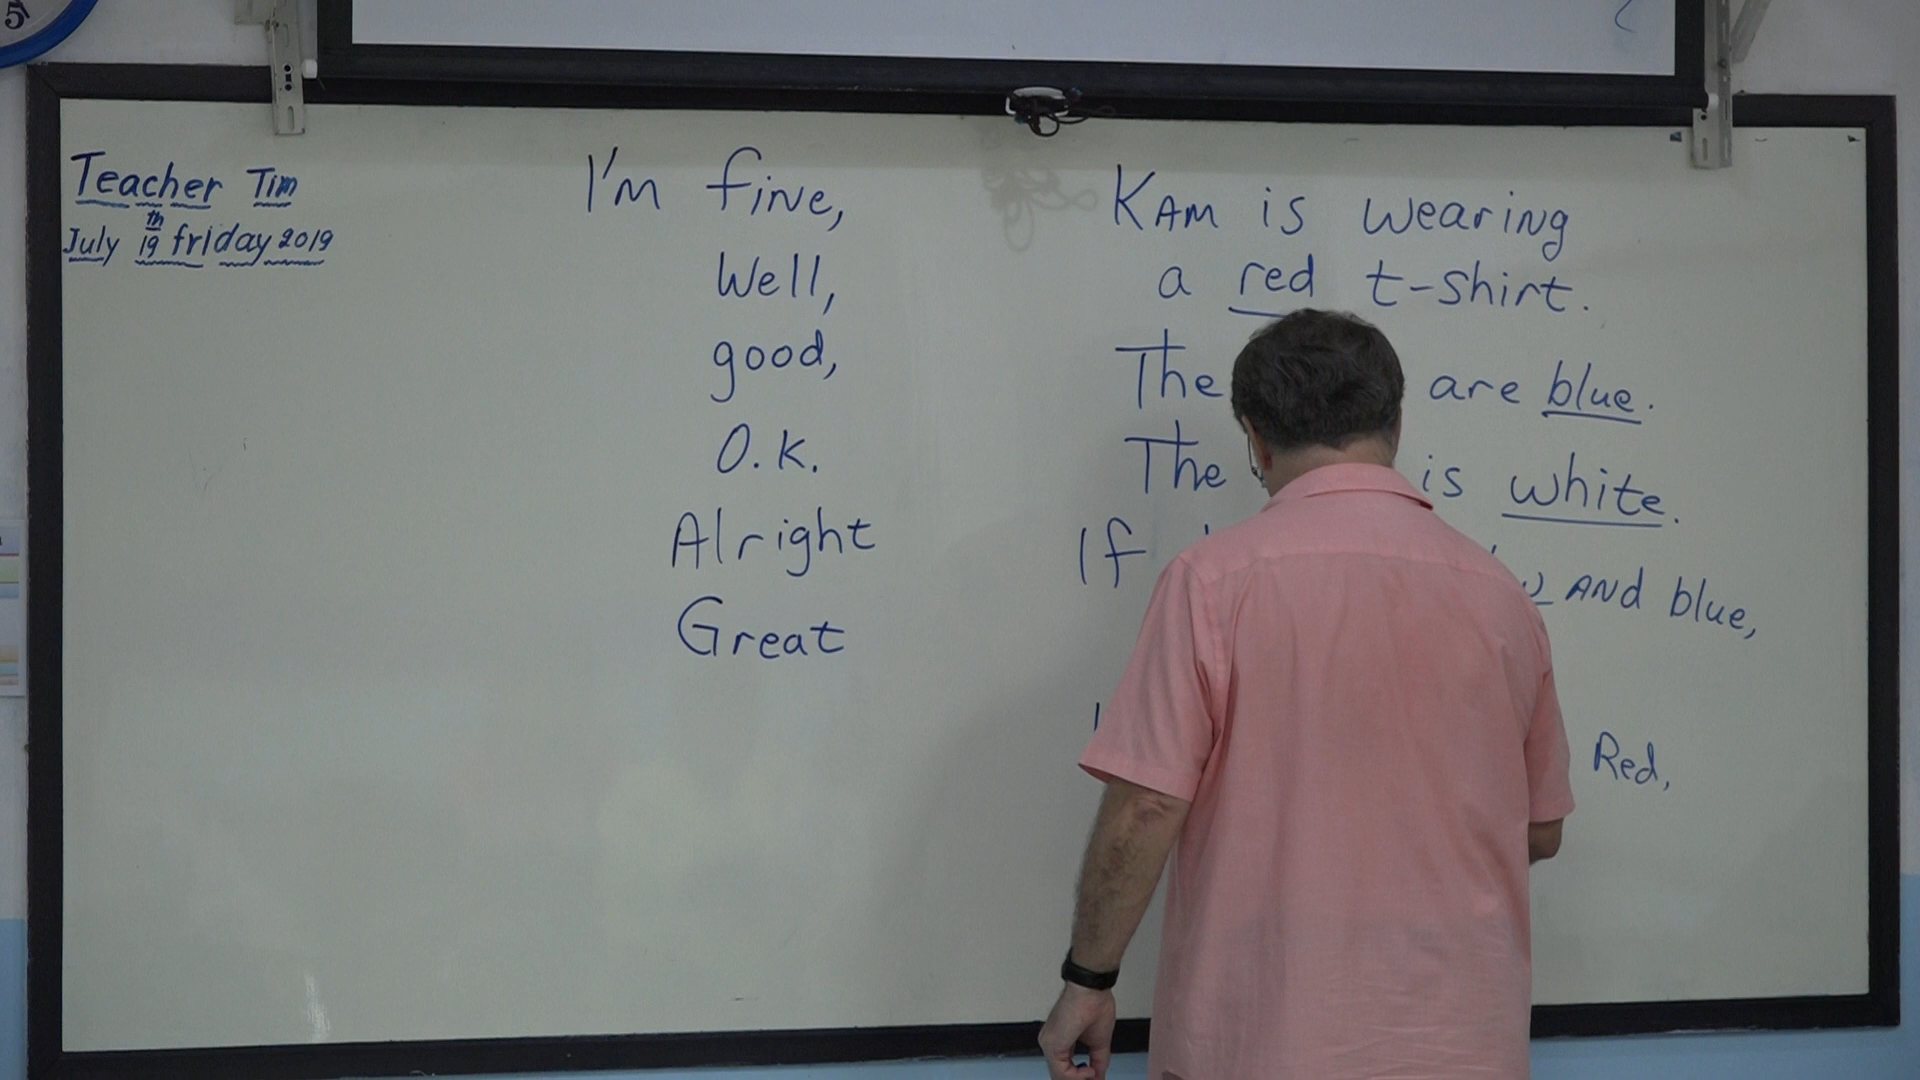 5
Teacher Tim
July 19th friday 2019
I'm fine,
Well,
good,
O.K.
Alright
Great
Kam is wearing
a red t-shirt.
The are blue.
The is white.
If and blue,
Red,